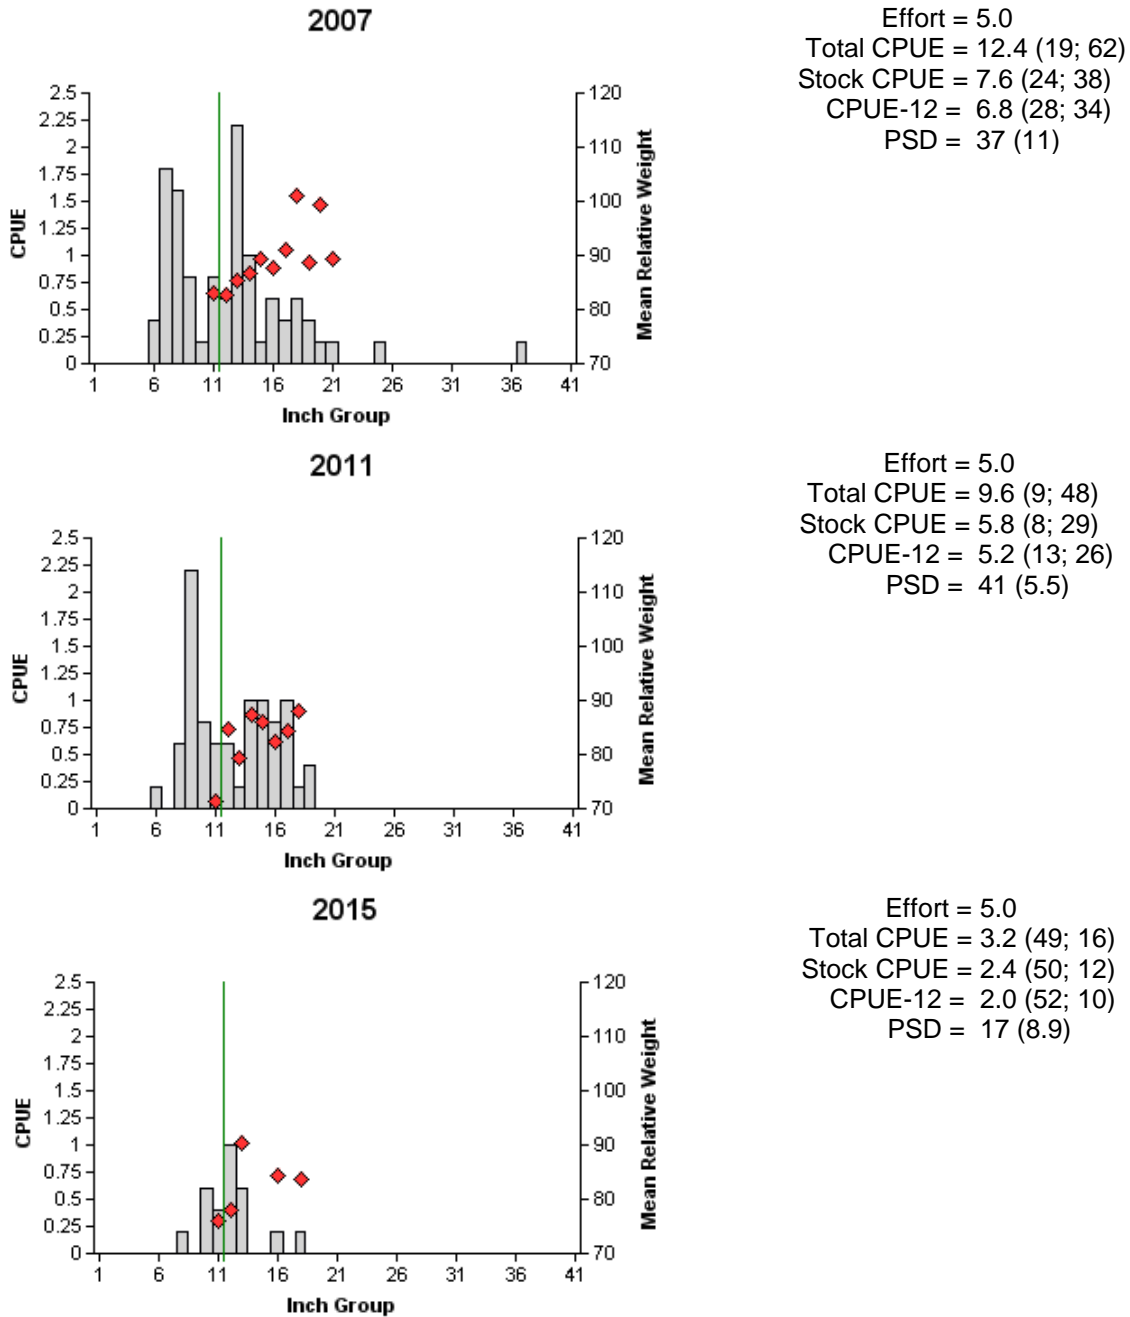 2007
Effort = 5.0
Total CPUE = 12.4 (19; 62)
Stock CPUE = 7.6 (24; 38)
CPUE-12 = 6.8 (28; 34)
PSD = 37 (11)
2.5
2.25
2
1.75
1.5
1.25
1
0.75
0.5
0.25
0
CPUE
120
110
100
90
80
70
Mean Relative Weight
1 6 11 16 21 26 31 36 41
Inch Group
2011
Effort = 5.0
Total CPUE = 9.6 (9; 48)
Stock CPUE = 5.8 (8; 29)
CPUE-12 = 5.2 (13; 26)
PSD = 41 (5.5)
2.5
2.25
2
1.75
1.5
1.25
1
0.75
0.5
0.25
0
CPUE
120
110
100
90
80
70
Mean Relative Weight
1 6 11 16 21 26 31 36 41
Inch Group
2015
Effort = 5.0
Total CPUE = 3.2 (49; 16)
Stock CPUE = 2.4 (50; 12)
CPUE-12 = 2.0 (52; 10)
PSD = 17 (8.9)
2.5
2.25
2
1.75
1.5
1.25
1
0.75
0.5
0.25
0
CPUE
120
110
100
90
80
70
Mean Relative Weight
1 6 11 16 21 26 31 36 41
Inch Group